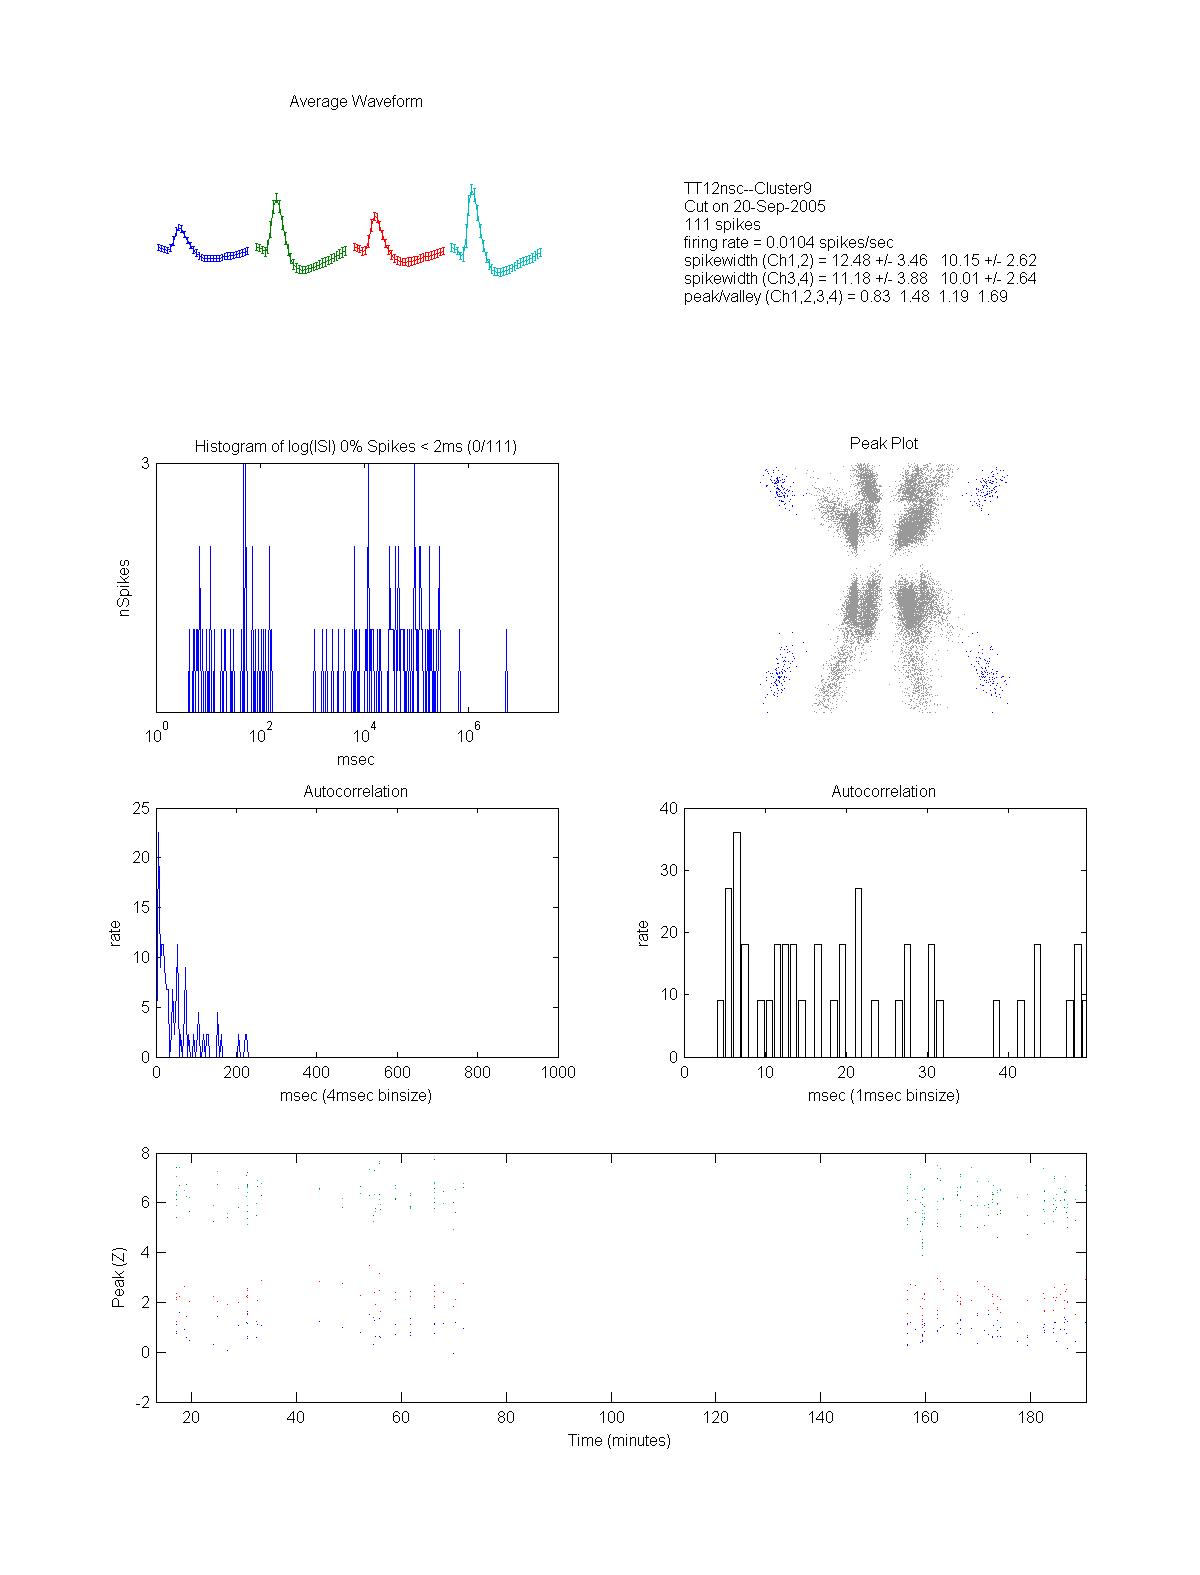 Average Waveform
TT12nsc--Cluster9
Cut on 20-Sep-2005
111 spikes
firing rate = 0.0104 spikes/sec
spikewidth (Ch1,2) = 12.48 +/- 3.46   10.15 +/- 2.62
spikewidth (Ch3,4) = 11.18 +/- 3.88   10.01 +/- 2.64
peak/valley (Ch1,2,3,4) = 0.83  1.48  1.19  1.69
Histogram of log(ISI) 0% Spikes < 2ms (0/111)
3
nSpikes
10^0 10^2 10^4 10^6
msec
Peak Plot
Autocorrelation
25
20
15
10
5
0
rate
0 200 400 600 800 1000
msec (4msec binsize)
Autocorrelation
40
30
20
10
0
rate
0 10 20 30 40
msec (1msec binsize)
8
6
4
2
0
-2
Peak (Z)
20 40 60 80 100 120 140 160 180
Time (minutes)